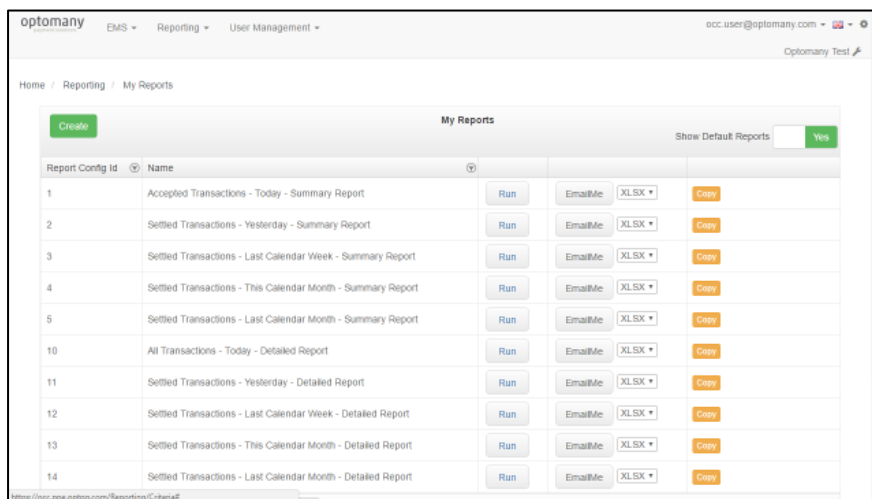 optomany
EMS Reporting User Management occ.user@optomany.com
Optomany Test
Home / Reporting / My Reports
Create My Reports Show Default Reports Yes
Report Config Id Name
1 Accepted Transactions - Today - Summary Report Run EmailMe XLSX Copy
2 Settled Transactions - Yesterday - Summary Report Run EmailMe XLSX Copy
3 Settled Transactions - Last Calendar Week - Summary Report Run EmailMe XLSX Copy
4 Settled Transactions - This Calendar Month - Summary Report Run EmailMe XLSX Copy
5 Settled Transactions - Last Calendar Month - Summary Report Run EmailMe XLSX Copy
10 All Transactions - Today - Detailed Report Run EmailMe XLSX Copy
11 Settled Transactions - Yesterday - Detailed Report Run EmailMe XLSX Copy
12 Settled Transactions - Last Calendar Week - Detailed Report Run EmailMe XLSX Copy
13 Settled Transactions - This Calendar Month - Detailed Report Run EmailMe XLSX Copy
14 Settled Transactions - Last Calendar Month - Detailed Report Run EmailMe XLSX Copy